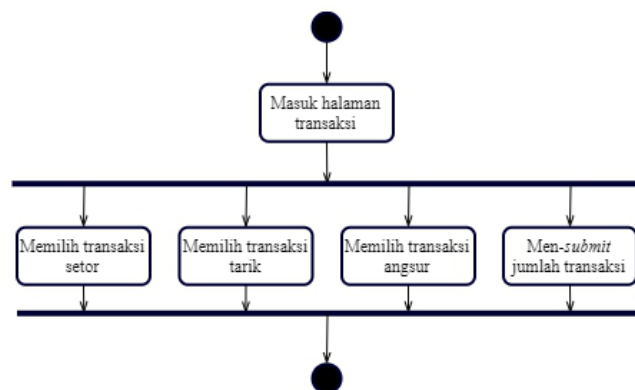 Masuk halaman
transaksi
Memilih transaksi
setor
Memilih transaksi
tarik
Memilih transaksi
angsur
Men-submit
jumlah transaksi